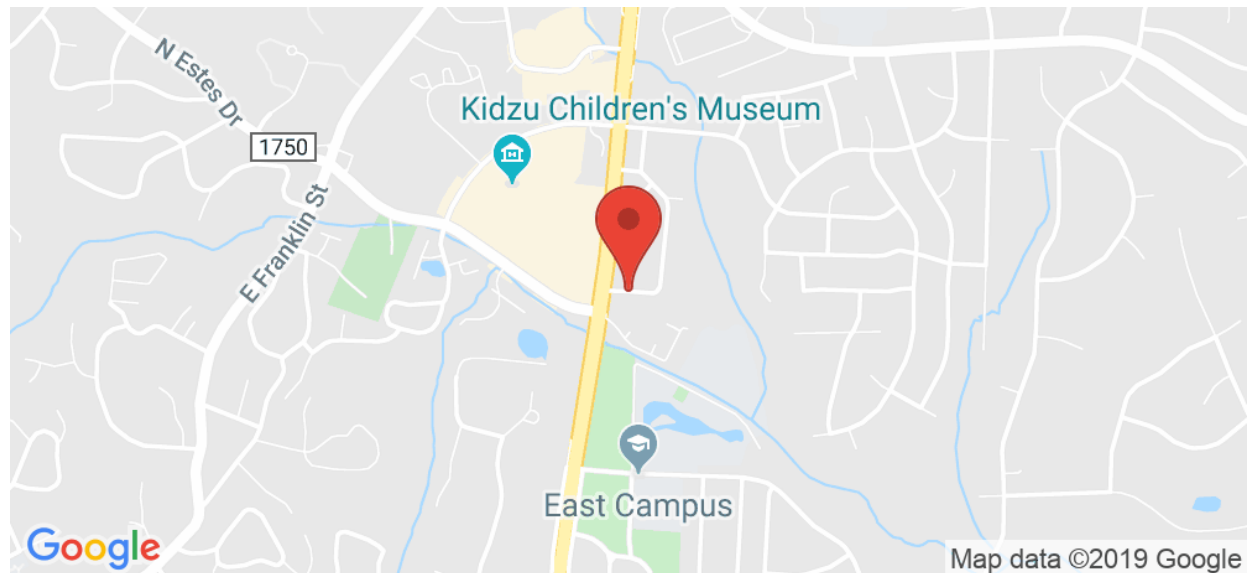 N Estes Dr
Kidzu Children's Museum
1750
E Franklin St
East Campus
Google
Map data ©2019 Google